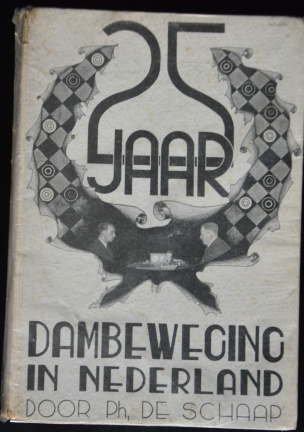 25
JAAR
DAMBEWEGING
IN NEDERLAND
DOOR Ph, DE SCHAAP